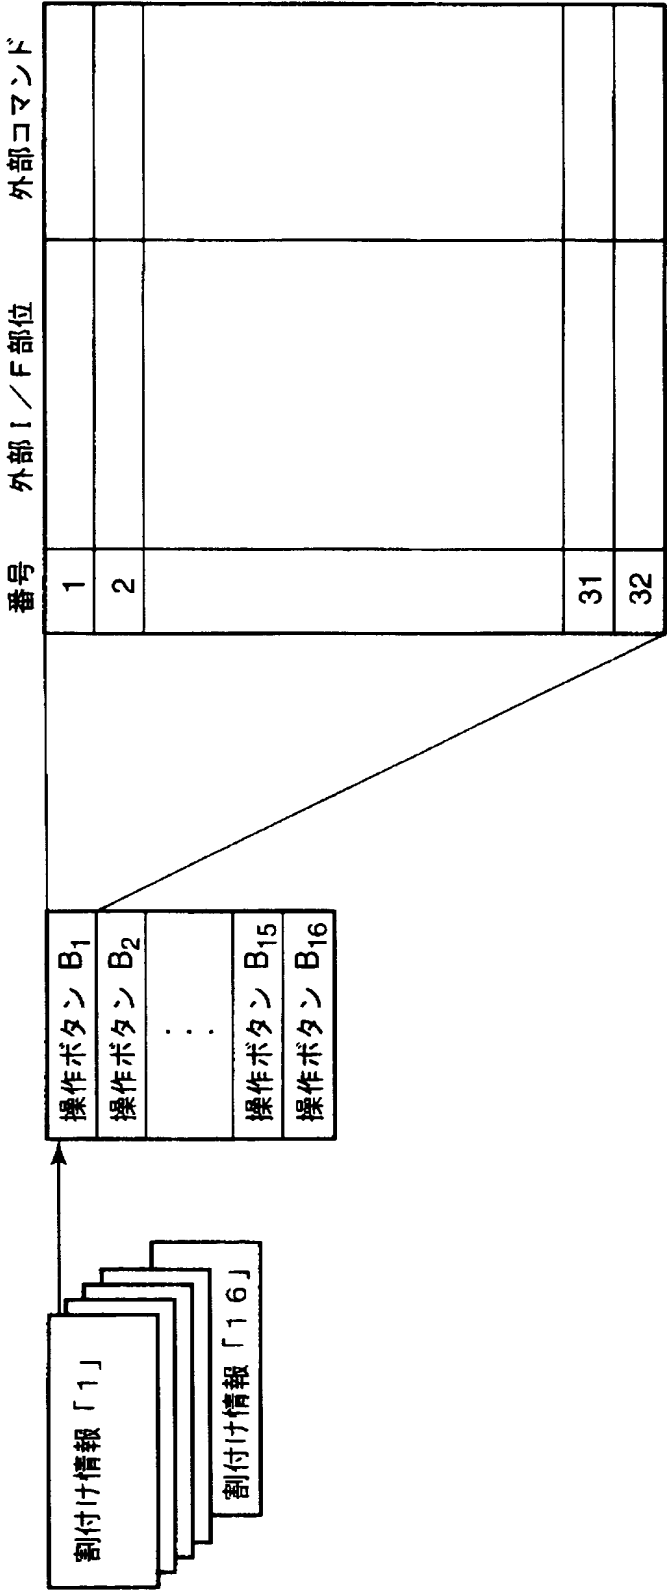 割付け情報「1」
割付け情報「16」
操作ボタン B1
操作ボタン B2
・・・
操作ボタン B15
操作ボタン B16
番号 外部I/F部位 外部コマンド
1
2
31
32